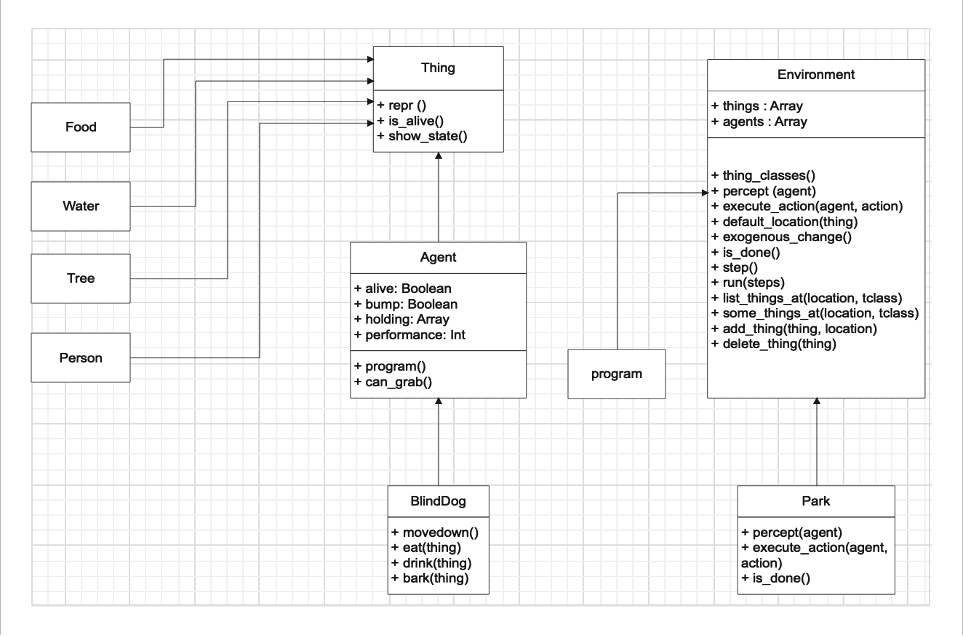 Thing
+ repr ()
+ is_alive()
+ show_state()
Environment
+ things : Array
+ agents : Array
+ thing_classes()
+ percept (agent)
+ execute_action(agent, action)
+ default_location(thing)
+ exogenous_change()
+ is_done()
+ step()
+ run(steps)
+ list_things_at(location, tclass)
+ some_things_at(location, tclass)
+ add_thing(thing, location)
+ delete_thing(thing)
Food
Water
Tree
Person
Agent
+ alive: Boolean
+ bump: Boolean
+ holding: Array
+ performance: Int
+ program()
+ can_grab()
program
BlindDog
+ movedown()
+ eat(thing)
+ drink(thing)
+ bark(thing)
Park
+ percept(agent)
+ execute_action(agent,
action)
+ is_done()